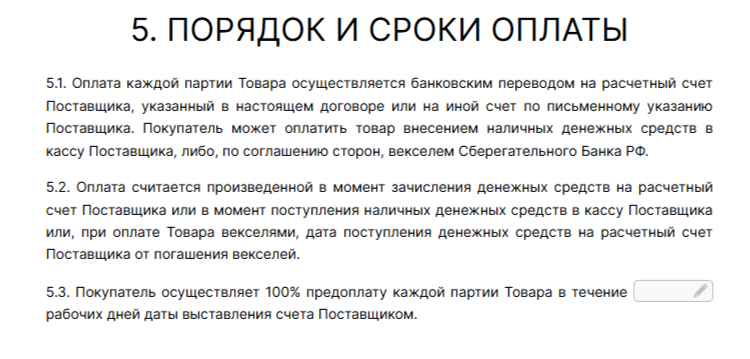 5. ПОРЯДОК И СРОКИ ОПЛАТЫ
5.1. Оплата каждой партии Товара осуществляется банковским переводом на расчетный счет
Поставщика, указанный в настоящем договоре или на иной счет по письменному указанию
Поставщика. Покупатель может оплатить товар внесением наличных денежных средств в
кассу Поставщика, либо, по соглашению сторон, векселем Сберегательного Банка РФ.
5.2. Оплата считается произведенной в момент зачисления денежных средств на расчетный
счет Поставщика или в момент поступления наличных денежных средств в кассу Поставщика
или, при оплате Товара векселями, дата поступления денежных средств на расчетный счет
Поставщика от погашения векселей.
5.3. Покупатель осуществляет 100% предоплату каждой партии Товара в течение
рабочих дней даты выставления счета Поставщиком.